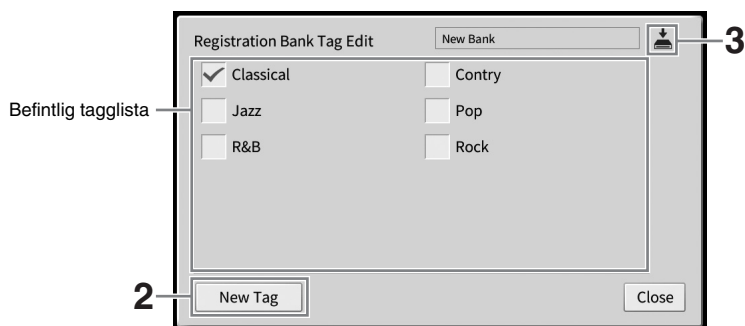 Registration Bank Tag Edit New Bank 3
Classical Contry
Befintlig tagglista Jazz Pop
R&B Rock
2 New Tag Close